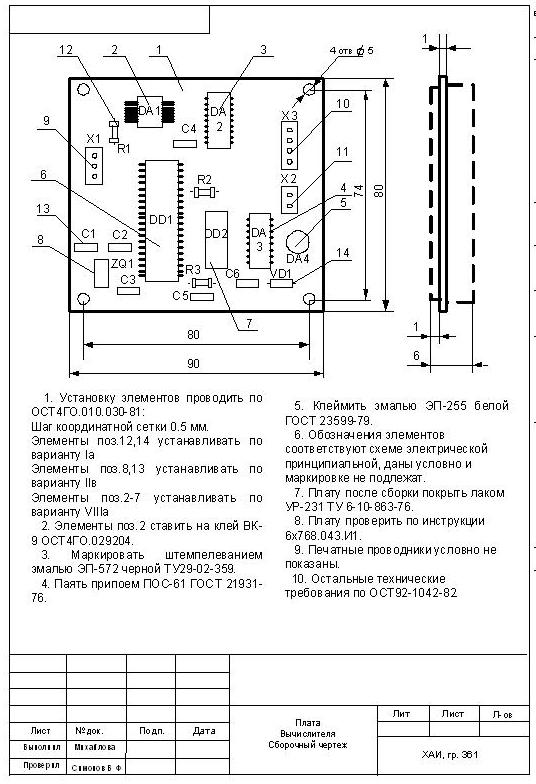 12
2
1
3
4 отв ⌀ 5
1
9
X1
R1
DA1
C4
DA
2
X3
10
6
R2
X2
11
DD1
DD2
DA
3
4
5
DA4
74
80
13
C1
C2
8
ZQ1
C3
R3
C5
C6
VD1
14
7
80
90
1
6
1. Установку элементов проводить по
ОСТ4ГО.010.030-81:
Шаг координатной сетки 0.5 мм.
Элементы поз.12,14 устанавливать по
варианту Iа
Элементы поз.8,13 устанавливать по
варианту IIв
Элементы поз.2-7 устанавливать по
варианту VIIIа
2. Элементы поз.2 ставить на клей ВК-
9 ОСТ4ГО.029204.
3. Маркировать штемпелеванием
эмалью ЭП-572 черной ТУ29-02-359.
4. Паять припоем ПОС-61 ГОСТ 21931-
76.
5. Клеймить эмалью ЭП-255 белой
ГОСТ 23599-79.
6. Обозначения элементов
соответствуют схеме электрической
принципиальной, даны условно и
маркировке не подлежат.
7. Плату после сборки покрыть лаком
УР-231 ТУ 6-10-863-76.
8. Плату проверить по инструкции
6х768.043.И1.
9. Печатные проводники условно не
показаны.
10. Остальные технические
требования по ОСТ92-1042-82
Лист №док. Подп. Дата
Выполнил Михайлова
Проверил
Плата
Вычислителя
Сборочный чертеж
Лит Лист Л-ов
ХАИ, гр. 361